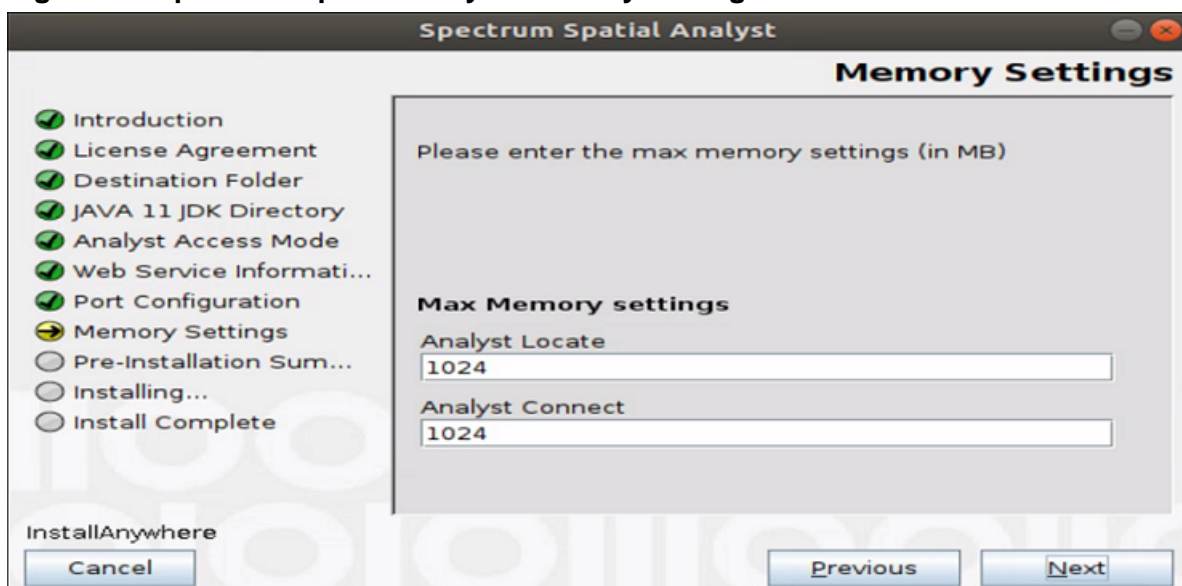 Spectrum Spatial Analyst
Memory Settings
Introduction
License Agreement
Destination Folder
JAVA 11 JDK Directory
Analyst Access Mode
Web Service Informati...
Port Configuration
Memory Settings
Pre-Installation Sum...
Installing...
Install Complete
Please enter the max memory settings (in MB)
Max Memory settings
Analyst Locate
1024
Analyst Connect
1024
InstallAnywhere
Cancel
Previous
Next